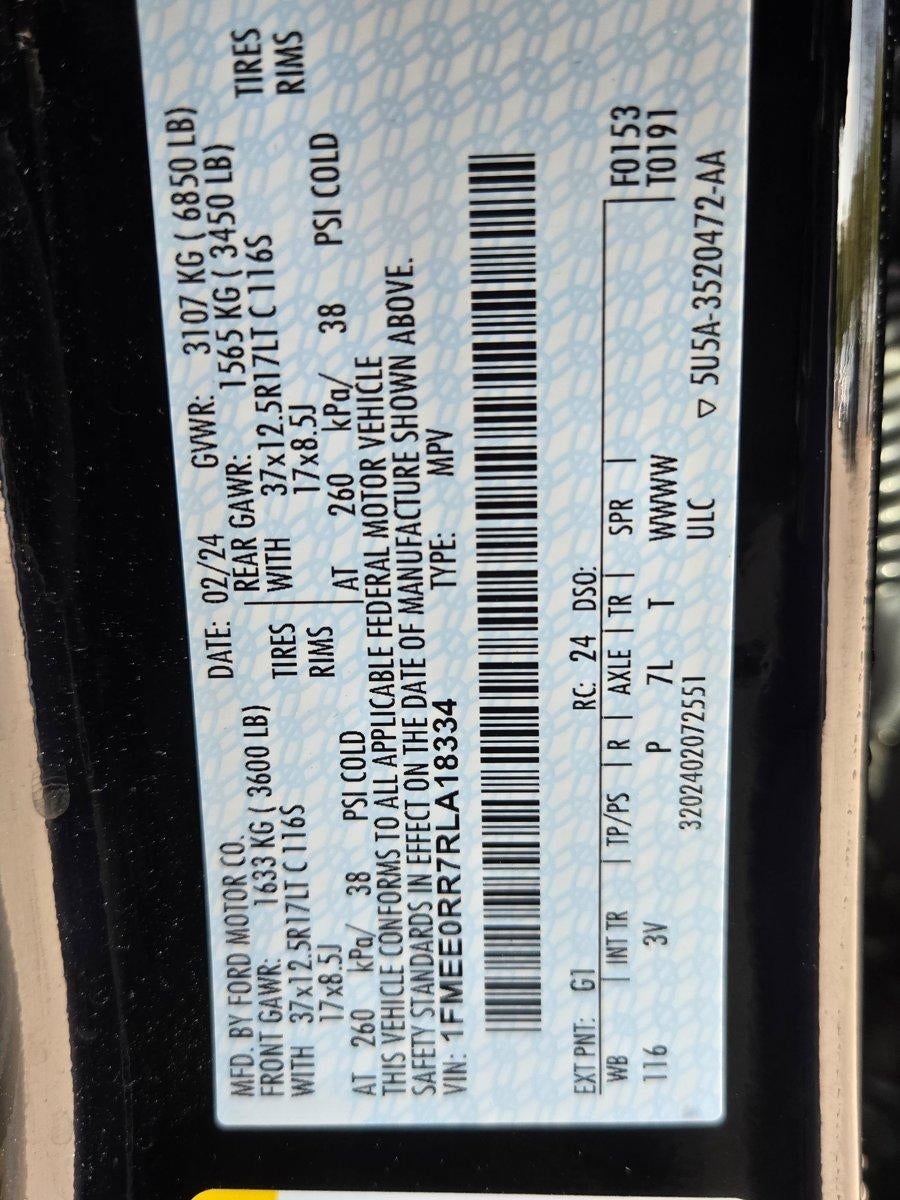 MFD. BY FORD MOTOR CO.
DATE: 02/24 GVWR: 3107 KG ( 6850 LB)
FRONT GAWR: 1633 KG ( 3600 LB) REAR GAWR: 1565 KG ( 3450 LB)
WITH 37x12.5R17LT C 116S TIRES WITH 37x12.5R17LT C 116S TIRES
17x8.5J RIMS 17x8.5J RIMS
AT 260 kPa/ 38 PSI COLD AT 260 kPa/ 38 PSI COLD
THIS VEHICLE CONFORMS TO ALL APPLICABLE FEDERAL MOTOR VEHICLE
SAFETY STANDARDS IN EFFECT ON THE DATE OF MANUFACTURE SHOWN ABOVE.
VIN: 1FMEE0RR7RLA18334 TYPE: MPV
EXT PNT: G1 RC: 24 DSO:
WB | INT TR | TP/PS | R | AXLE | TR | SPR | F0153
116 3V P 7L T WWWW T0191
3202402072551 ULC ▽ 5U5A-3520472-AA